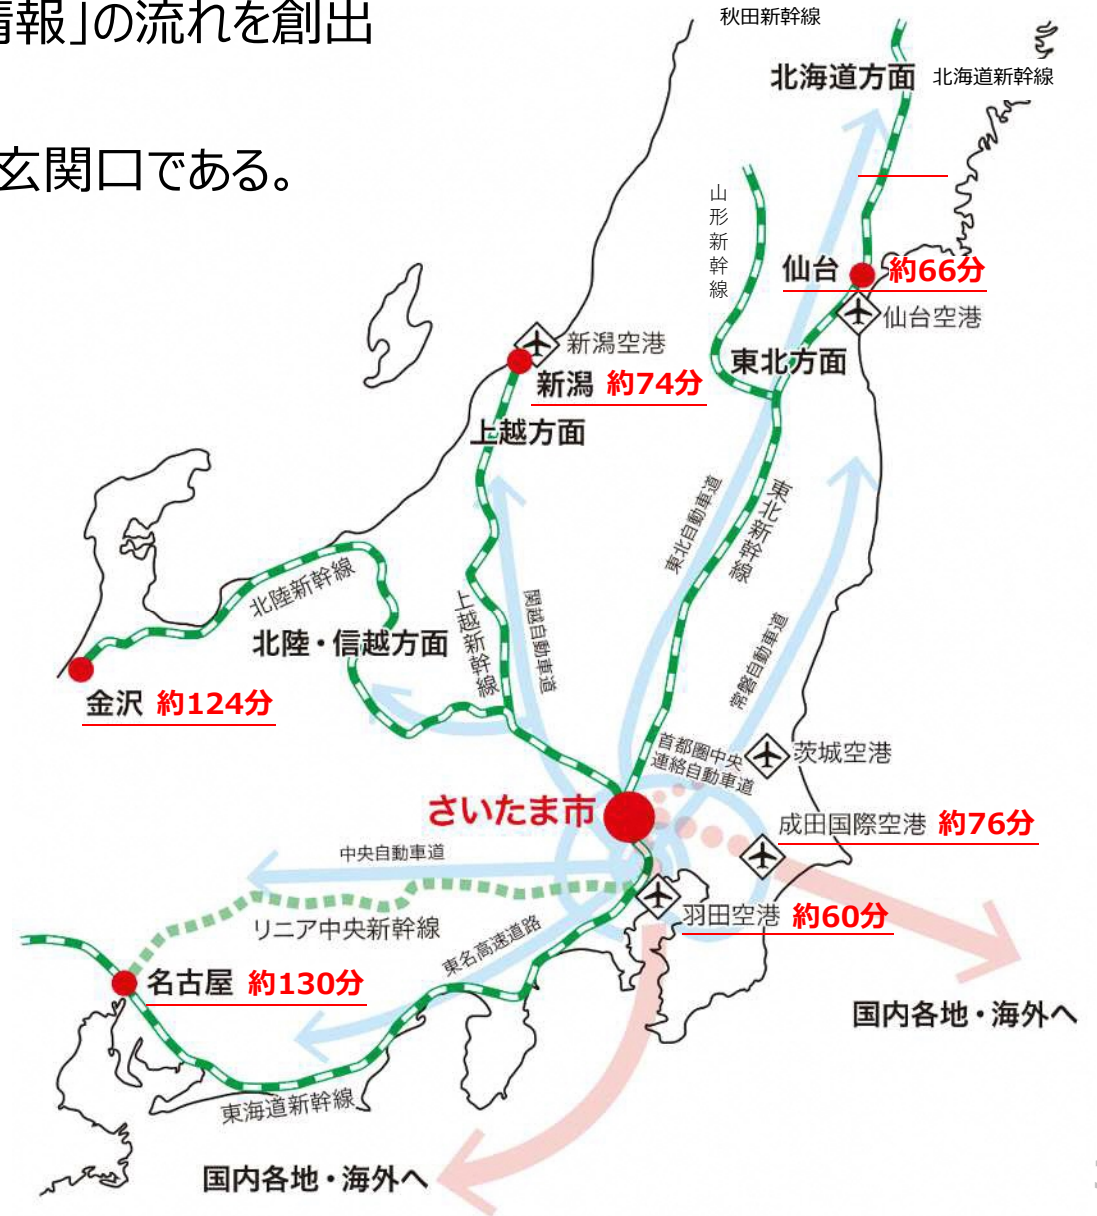 情報」の流れを創出
玄関口である。
秋田新幹線
北海道方面
北海道新幹線
山形新幹線
仙台 約66分
仙台空港
新潟空港
新潟 約74分
東北方面
上越方面
東北自動車道
東北新幹線
北陸新幹線
上越新幹線
関越自動車道
常磐自動車道
北陸・信越方面
金沢 約124分
首都圏中央
連絡自動車道
茨城空港
さいたま市
成田国際空港 約76分
中央自動車道
羽田空港 約60分
リニア中央新幹線
東名高速道路
名古屋 約130分
国内各地・海外へ
東海道新幹線
国内各地・海外へ